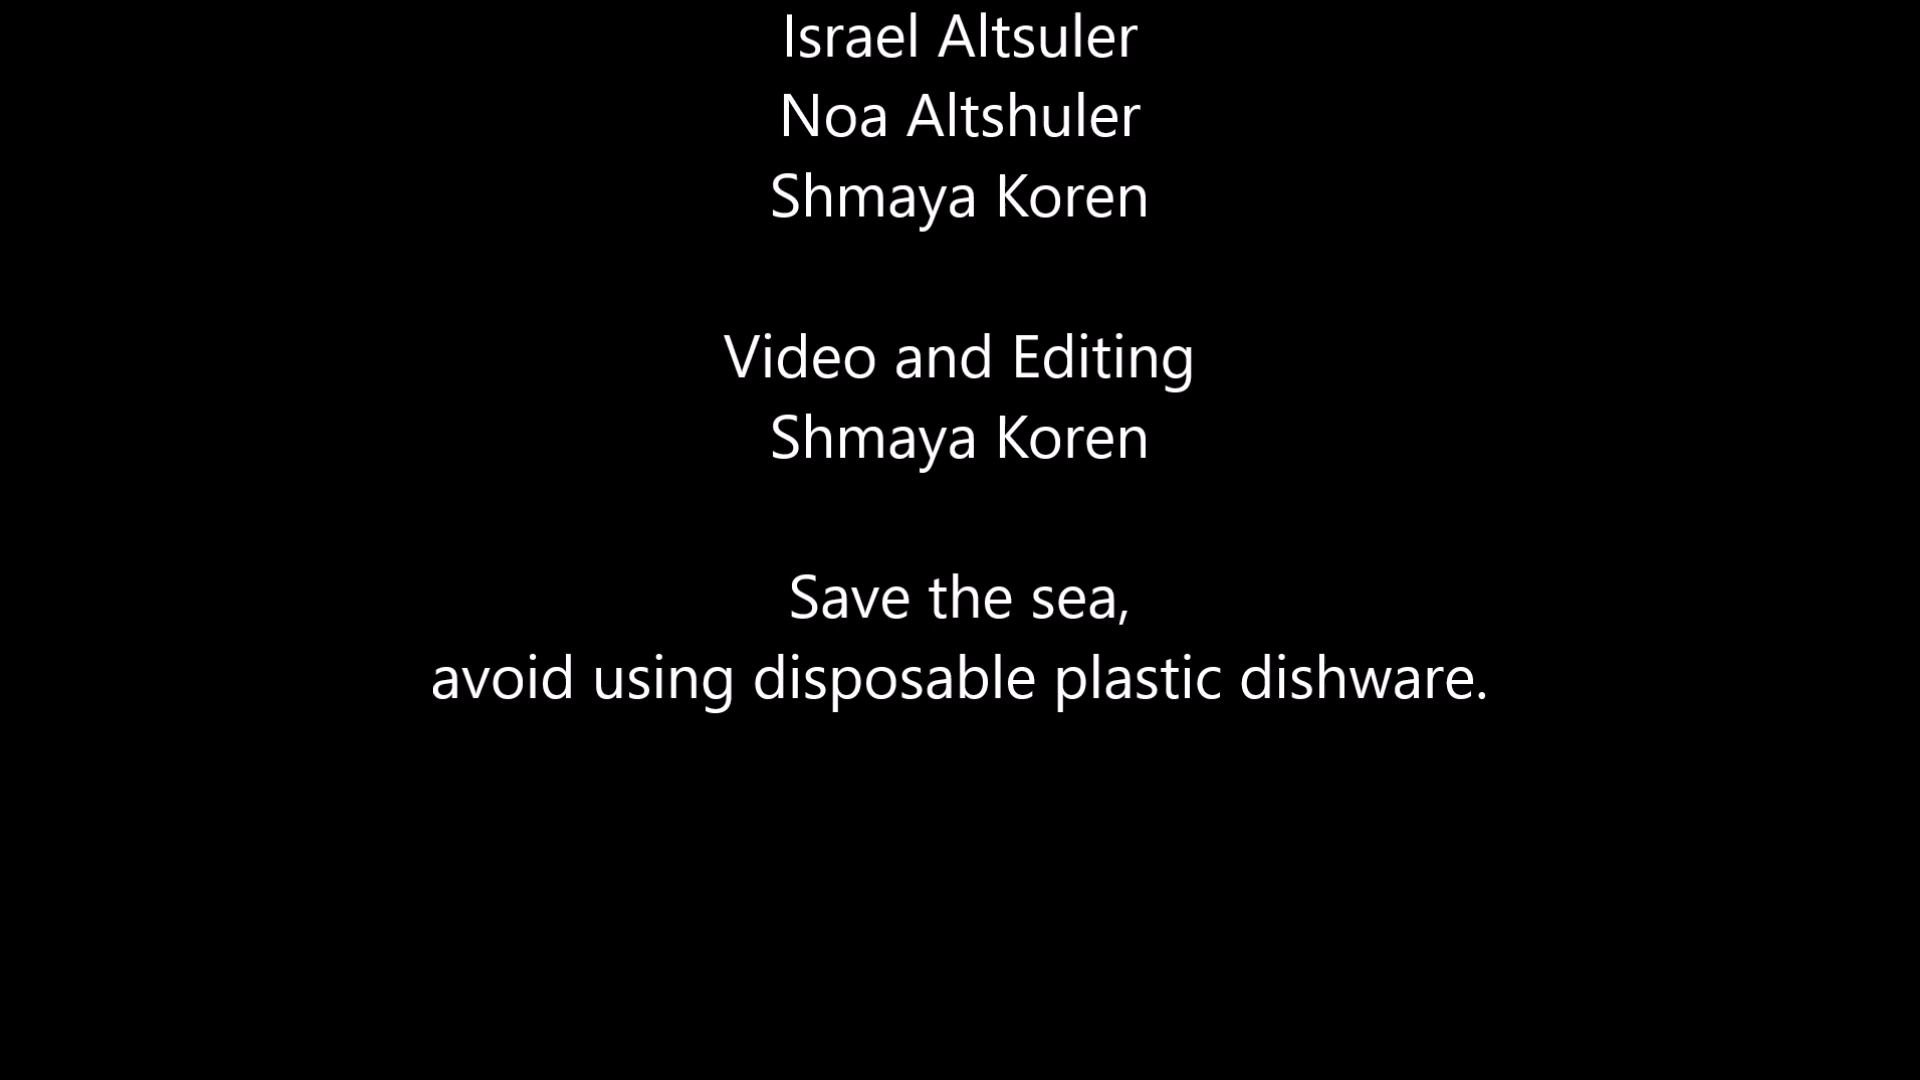 Israel Altsuler
Noa Altshuler
Shmaya Koren
Video and Editing
Shmaya Koren
Save the sea,
avoid using disposable plastic dishware.